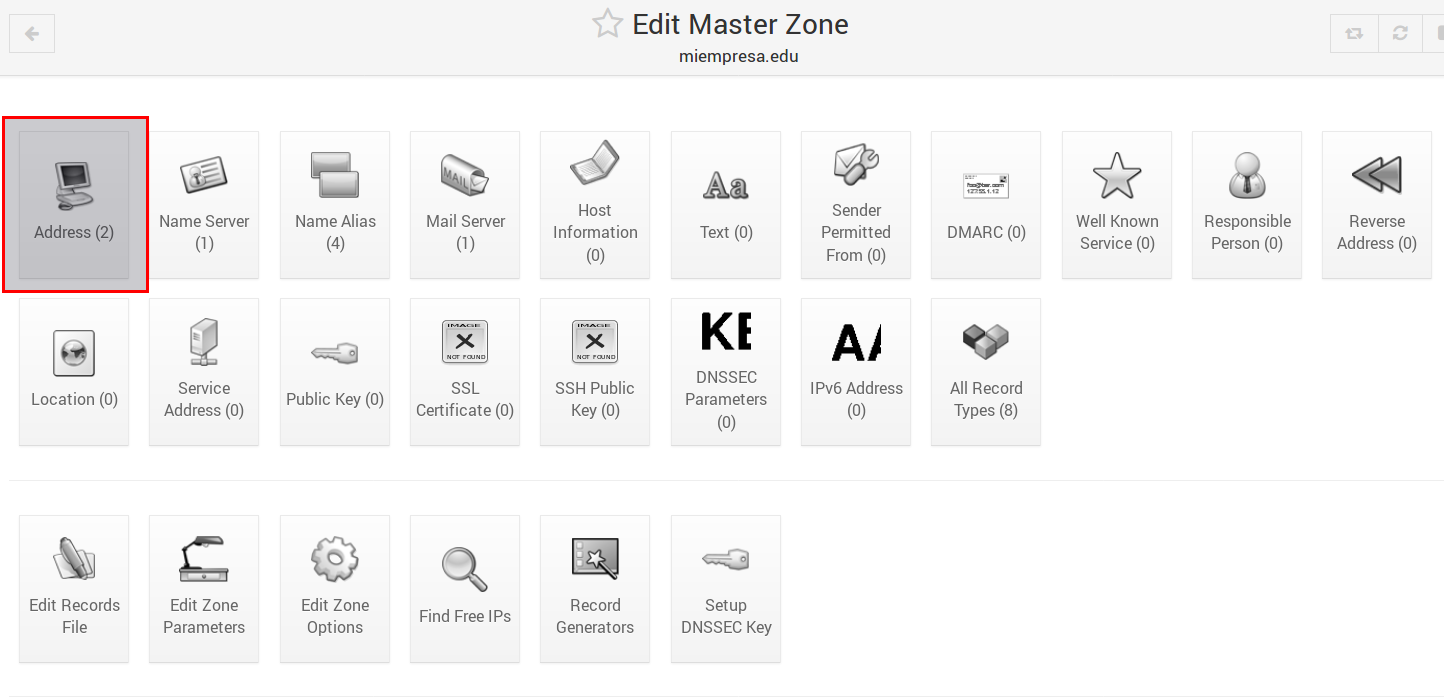 Edit Master Zone
miempresa.edu
Address (2)
Name Server
(1)
Name Alias
(4)
MAIL
Mail Server
(1)
Host
Information
(0)
Aa
Text (0)
Sender
Permitted
From (0)
foo@bar.com
DMARC (0)
Well Known
Service (0)
Responsible
Person (0)
Reverse
Address (0)
Location (0)
Service
Address (0)
Public Key (0)
IMAGE
NOT FOUND
SSL
Certificate (0)
IMAGE
NOT FOUND
SSH Public
Key (0)
KE
DNSSEC
Parameters
(0)
AA
IPv6 Address
(0)
All Record
Types (8)
Edit Records
File
Edit Zone
Parameters
Edit Zone
Options
Find Free IPs
Record
Generators
Setup
DNSSEC Key